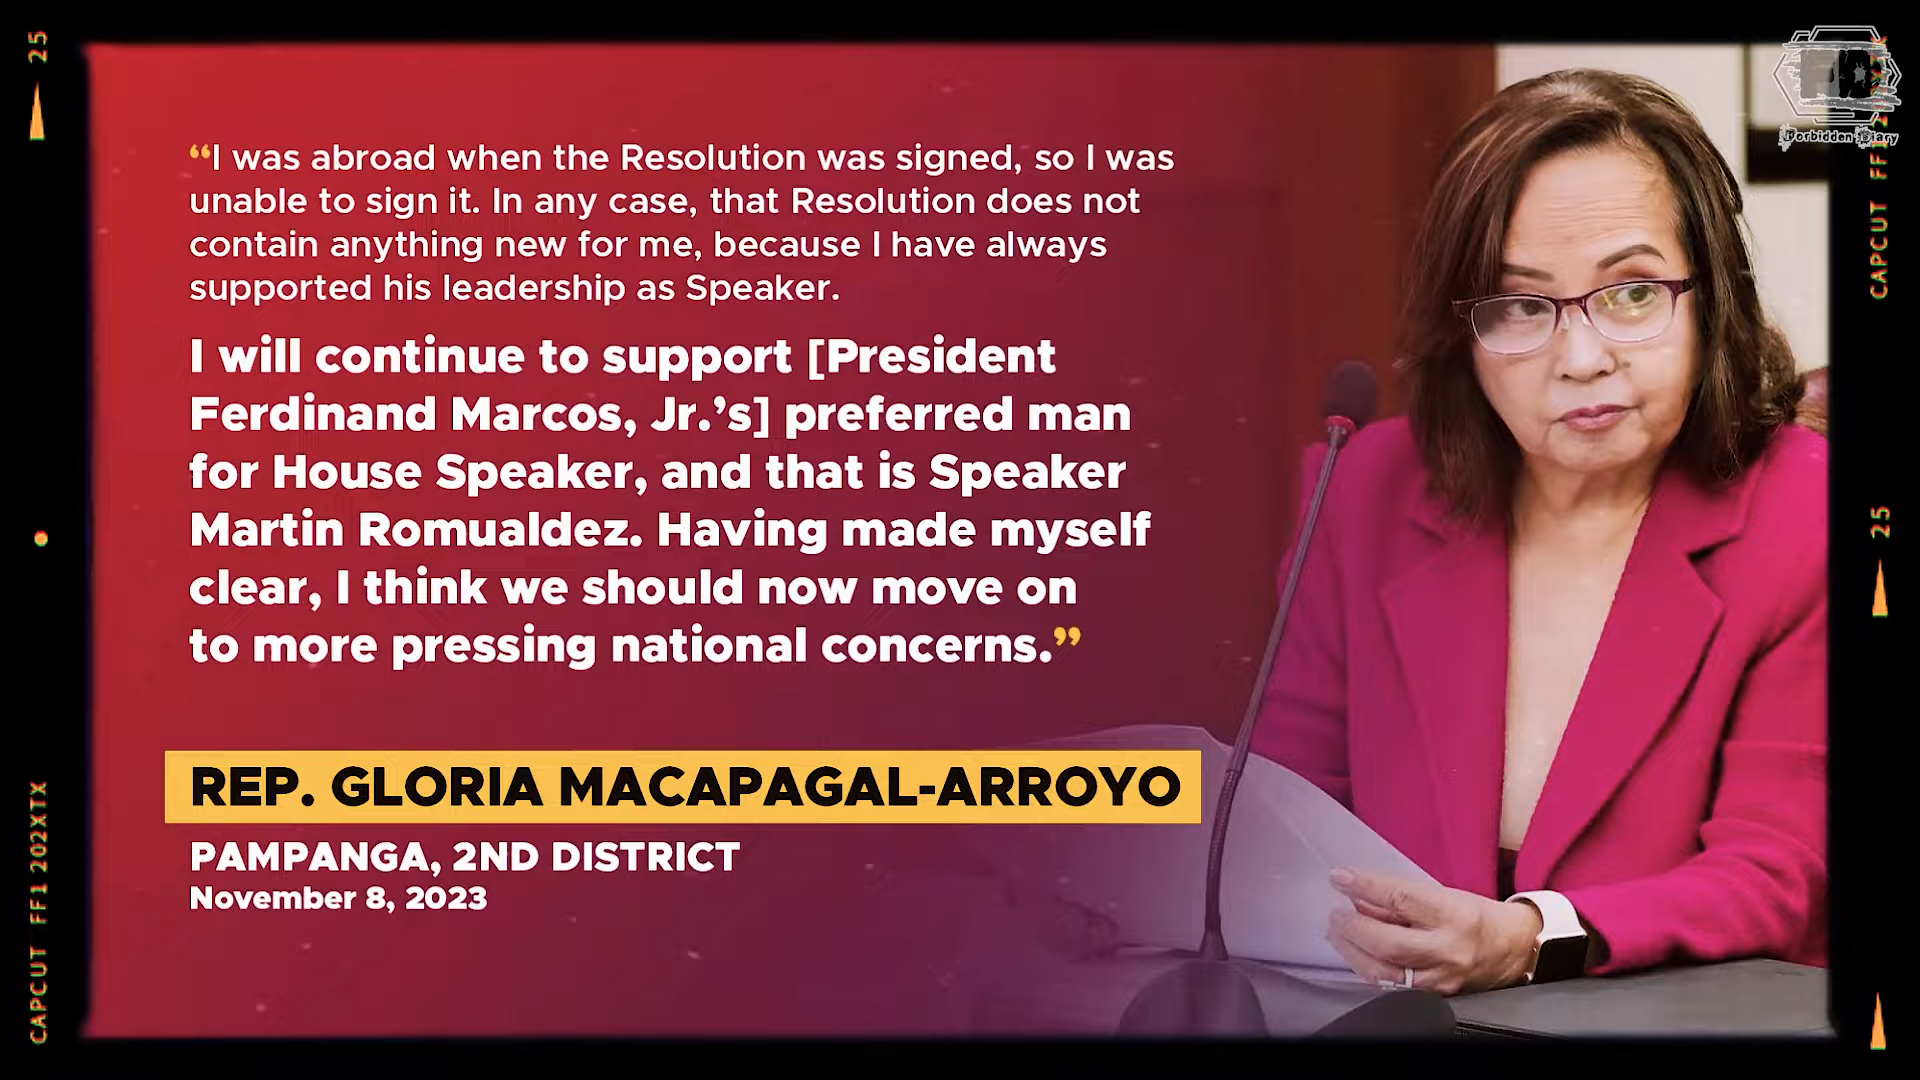 25
“I was abroad when the Resolution was signed, so I was
unable to sign it. In any case, that Resolution does not
contain anything new for me, because I have always
supported his leadership as Speaker.
I will continue to support [President
Ferdinand Marcos, Jr.’s] preferred man
for House Speaker, and that is Speaker
Martin Romualdez. Having made myself
clear, I think we should now move on
to more pressing national concerns.”
REP. GLORIA MACAPAGAL-ARROYO
PAMPANGA, 2ND DISTRICT
November 8, 2023
CAPCUT FF1 202XTX
Forbidden Diary
CAPCUT FF1
25